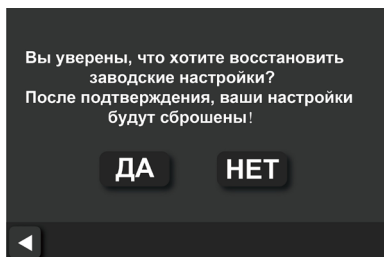 Вы уверены, что хотите восстановить
заводские настройки?
После подтверждения, ваши настройки
будут сброшены!
ДА НЕТ